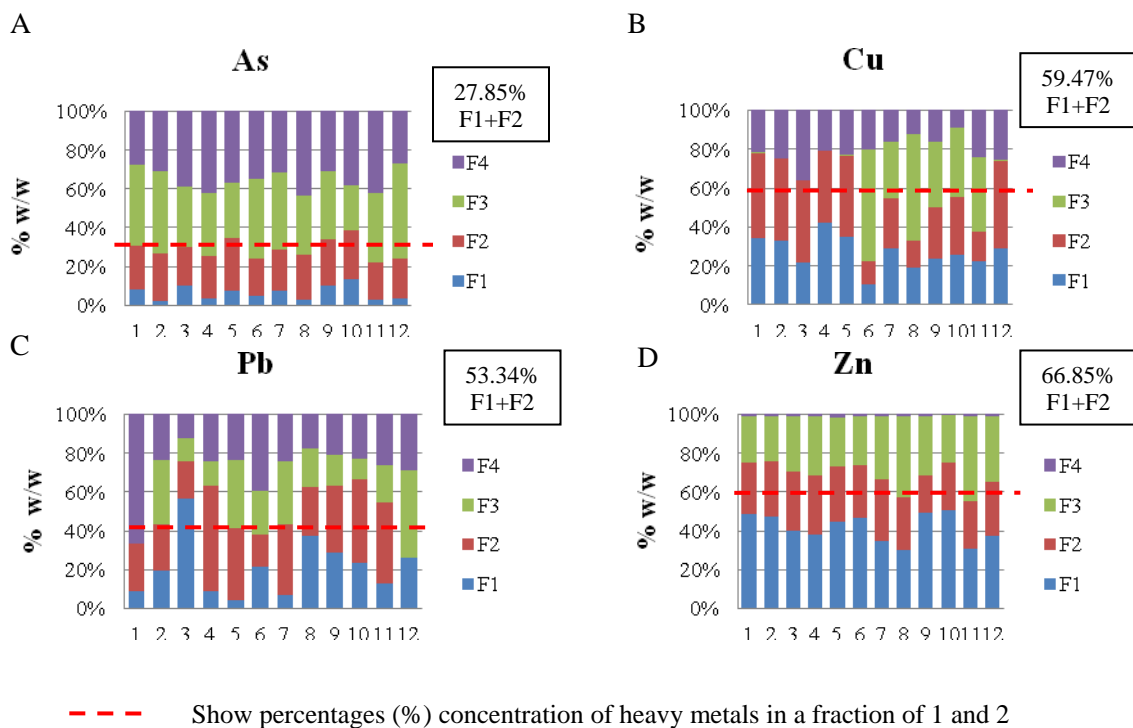 A
As
27.85%
F1+F2
100%
80%
60%
40%
20%
0%
% w/w
1 2 3 4 5 6 7 8 9 10 11 12
F4
F3
F2
F1
B
Cu
59.47%
F1+F2
100%
80%
60%
40%
20%
0%
% w/w
1 2 3 4 5 6 7 8 9 10 11 12
F4
F3
F2
F1
C
Pb
53.34%
F1+F2
100%
80%
60%
40%
20%
0%
% w/w
1 2 3 4 5 6 7 8 9 10 11 12
F4
F3
F2
F1
D
Zn
66.85%
F1+F2
100%
80%
60%
40%
20%
0%
% w/w
1 2 3 4 5 6 7 8 9 10 11 12
F4
F3
F2
F1
Show percentages (%) concentration of heavy metals in a fraction of 1 and 2